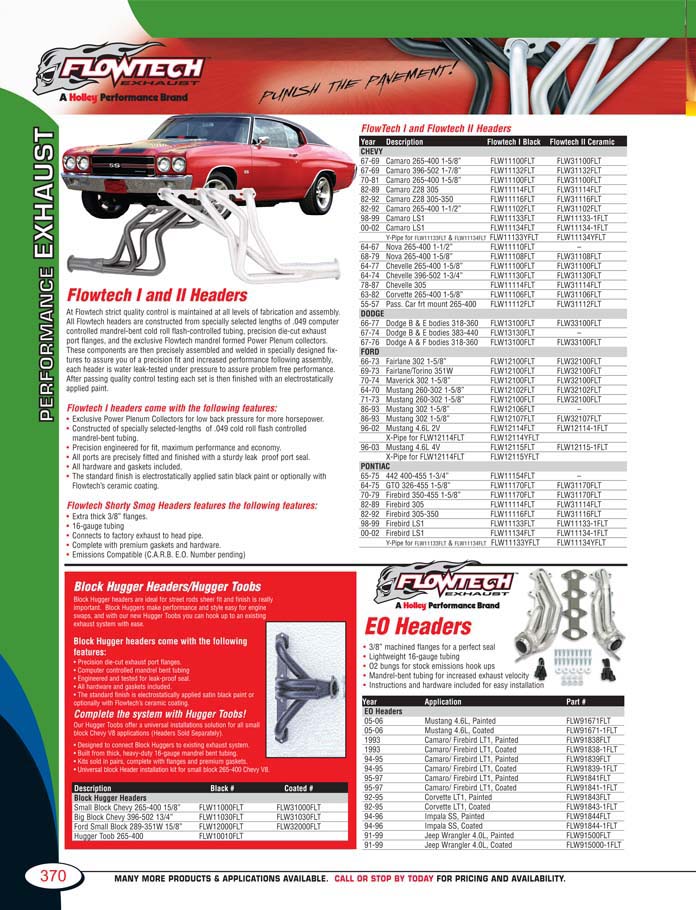 FLOWTECH
EXHAUST
A Holley Performance Brand
PUNISH THE PAVEMENT!
PERFORMANCE EXHAUST
SS
Flowtech I and II Headers
At Flowtech strict quality control is maintained at all levels of fabrication and assembly.
All Flowtech headers are constructed from specially selected lengths of .049 computer
controlled mandrel-bent cold roll flash-controlled tubing, precision die-cut exhaust
port flanges, and the exclusive Flowtech mandrel formed Power Plenum collectors.
These components are then precisely assembled and welded in specially designed fix-
tures to assure you of a precision fit and increased performance following assembly,
each header is water leak-tested under pressure to assure problem free performance.
After passing quality control testing each set is then finished with an electrostatically
applied paint.
Flowtech I headers come with the following features:
• Exclusive Power Plenum Collectors for low back pressure for more horsepower.
• Constructed of specially selected-lengths of .049 cold roll flash controlled
mandrel-bent tubing.
• Precision engineered for fit, maximum performance and economy.
• All ports are precisely fitted and finished with a sturdy leak proof port seal.
• All hardware and gaskets included.
• The standard finish is electrostatically applied satin black paint or optionally with
Flowtech's ceramic coating.
Flowtech Shorty Smog Headers features the following features:
• Extra thick 3/8" flanges.
• 16-gauge tubing
• Connects to factory exhaust to head pipe.
• Complete with premium gaskets and hardware.
• Emissions Compatible (C.A.R.B. E.O. Number pending)
FlowTech I and Flowtech II Headers
Year Description Flowtech I Black Flowtech II Ceramic
CHEVY
67-69 Camaro 265-400 1-5/8" FLW11100FLT FLW31100FLT
67-69 Camaro 396-502 1-7/8" FLW11132FLT FLW31132FLT
70-81 Camaro 265-400 1-5/8" FLW11100FLT FLW31100FLT
82-89 Camaro Z28 305 FLW11114FLT FLW31114FLT
82-92 Camaro Z28 305-350 FLW11116FLT FLW31116FLT
82-92 Camaro 265-400 1-1/2" FLW11102FLT FLW31102FLT
98-99 Camaro LS1 FLW11133FLT FLW11133-1FLT
00-02 Camaro LS1 FLW11134FLT FLW11134-1FLT
Y-Pipe for FLW11133FLT & FLW11134FLT FLW11133YFLT FLW11134YFLT
64-67 Nova 265-400 1-1/2" FLW11110FLT –
68-79 Nova 265-400 1-5/8" FLW11108FLT FLW31108FLT
64-77 Chevelle 265-400 1-5/8" FLW11100FLT FLW31100FLT
64-74 Chevelle 396-502 1-3/4" FLW11130FLT FLW31130FLT
78-87 Chevelle 305 FLW11114FLT FLW31114FLT
63-82 Corvette 265-400 1-5/8" FLW11106FLT FLW31106FLT
55-57 Pass. Car frt mount 265-400 FLW11112FLT FLW31112FLT
DODGE
66-77 Dodge B & E bodies 318-360 FLW13100FLT FLW33100FLT
67-74 Dodge B & E bodies 383-440 FLW13130FLT –
67-76 Dodge A & F bodies 318-360 FLW13100FLT FLW33100FLT
FORD
66-73 Fairlane 302 1-5/8" FLW12100FLT FLW32100FLT
69-73 Fairlane/Torino 351W FLW12100FLT FLW32100FLT
70-74 Maverick 302 1-5/8" FLW12100FLT FLW32100FLT
64-70 Mustang 260-302 1-5/8" FLW12102FLT FLW32102FLT
71-73 Mustang 260-302 1-5/8" FLW12100FLT FLW32100FLT
86-93 Mustang 302 1-5/8" FLW12106FLT –
86-93 Mustang 302 1-5/8" FLW12107FLT FLW32107FLT
96-02 Mustang 4.6L 2V FLW12114FLT FLW12114-1FLT
X-Pipe for FLW12114FLT FLW12114YFLT
96-03 Mustang 4.6L 4V FLW12115FLT FLW12115-1FLT
X-Pipe for FLW12114FLT FLW12115YFLT
PONTIAC
65-75 442 400-455 1-3/4" FLW11154FLT –
64-75 GTO 326-455 1-5/8" FLW11170FLT FLW31170FLT
70-79 Firebird 350-455 1-5/8" FLW11170FLT FLW31170FLT
82-89 Firebird 305 FLW11114FLT FLW31114FLT
82-92 Firebird 305-350 FLW11116FLT FLW31116FLT
98-99 Firebird LS1 FLW11133FLT FLW11133-1FLT
00-02 Firebird LS1 FLW11134FLT FLW11134-1FLT
Y-Pipe for FLW11133FLT & FLW11134FLT FLW11133YFLT FLW11134YFLT
Block Hugger Headers/Hugger Toobs
Block Hugger headers are ideal for street rods sheer fit and finish is really
important. Block Huggers make performance and style easy for engine
swaps, and with our new Hugger Toobs you can hook up to an existing
exhaust system with ease.
Block Hugger headers come with the following
features:
• Precision die-cut exhaust port flanges.
• Computer controlled mandrel bent tubing
• Engineered and tested for leak-proof seal.
• All hardware and gaskets included.
• The standard finish is electrostatically applied satin black paint or
optionally with Flowtech's ceramic coating.
Complete the system with Hugger Toobs!
Our Hugger Toobs offer a universal installations solution for all small
block Chevy V8 applications (Headers Sold Separately).
• Designed to connect Block Huggers to existing exhaust system.
• Built from thick, heavy-duty 16-gauge mandrel bent tubing.
• Kits sold in pairs, complete with flanges and premium gaskets.
• Universal block Header installation kit for small block 265-400 Chevy V8.
Description Black # Coated #
Block Hugger Headers
Small Block Chevy 265-400 15/8" FLW11000FLT FLW31000FLT
Big Block Chevy 396-502 13/4" FLW11030FLT FLW31030FLT
Ford Small Block 289-351W 15/8" FLW12000FLT FLW32000FLT
Hugger Toob 265-400 FLW10010FLT
FLOWTECH
EXHAUST
A Holley Performance Brand
EO Headers
• 3/8" machined flanges for a perfect seal
• Lightweight 16-gauge tubing
• O2 bungs for stock emissions hook ups
• Mandrel-bent tubing for increased exhaust velocity
• Instructions and hardware included for easy installation
Year Application Part #
EO Headers
05-06 Mustang 4.6L, Painted FLW91671FLT
05-06 Mustang 4.6L, Coated FLW91671-1FLT
1993 Camaro/ Firebird LT1, Painted FLW91838FLT
1993 Camaro/ Firebird LT1, Coated FLW91838-1FLT
94-95 Camaro/ Firebird LT1, Painted FLW91839FLT
94-95 Camaro/ Firebird LT1, Coated FLW91839-1FLT
95-97 Camaro/ Firebird LT1, Painted FLW91841FLT
95-97 Camaro/ Firebird LT1, Coated FLW91841-1FLT
92-95 Corvette LT1, Painted FLW91843FLT
92-95 Corvette LT1, Coated FLW91843-1FLT
94-96 Impala SS, Painted FLW91844FLT
94-96 Impala SS, Coated FLW91844-1FLT
91-99 Jeep Wrangler 4.0L, Painted FLW91500FLT
91-99 Jeep Wrangler 4.0L, Coated FLW915000-1FLT
370
MANY MORE PRODUCTS & APPLICATIONS AVAILABLE. CALL OR STOP BY TODAY FOR PRICING AND AVAILABILITY.